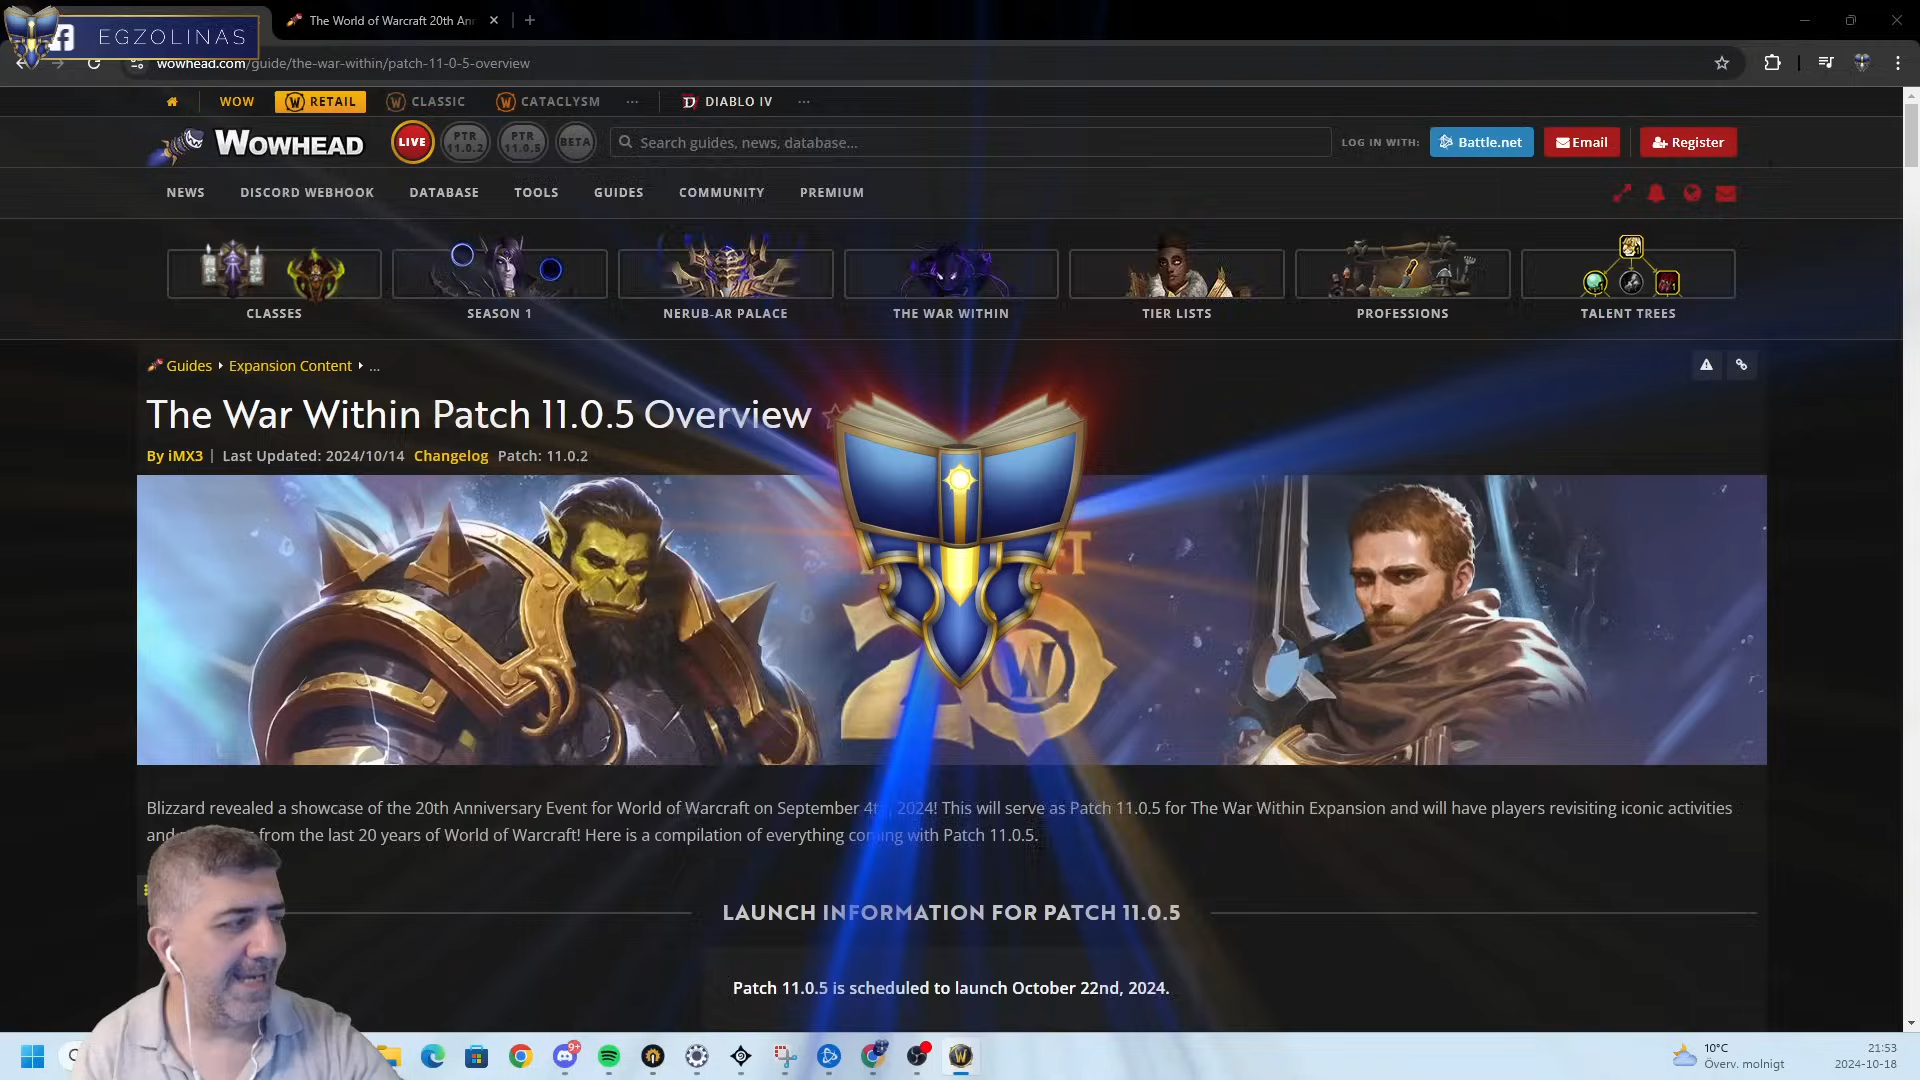 EGZOLINAS
The World of Warcraft 20th Ann
wowhead.com/guide/the-war-within/patch-11-0-5-overview
WOW
RETAIL
CLASSIC
CATACLYSM
DIABLO IV
WOWHEAD
LIVE
PTR
11.0.2
PTR
11.0.5
BETA
Search guides, news, database...
LOG IN WITH:
Battle.net
Email
Register
NEWS
DISCORD WEBHOOK
DATABASE
TOOLS
GUIDES
COMMUNITY
PREMIUM
CLASSES
SEASON 1
NERUB-AR PALACE
THE WAR WITHIN
TIER LISTS
PROFESSIONS
TALENT TREES
Guides
Expansion Content
...
The War Within Patch 11.0.5 Overview
By iMX3 | Last Updated: 2024/10/14 Changelog Patch: 11.0.2
Blizzard revealed a showcase of the 20th Anniversary Event for World of Warcraft on September 4th, 2024! This will serve as Patch 11.0.5 for The War Within Expansion and will have players revisiting iconic activities
and from the last 20 years of World of Warcraft! Here is a compilation of everything coming with Patch 11.0.5.
LAUNCH INFORMATION FOR PATCH 11.0.5
Patch 11.0.5 is scheduled to launch October 22nd, 2024.
9+
10°C
Överv. molnigt
21:53
2024-10-18